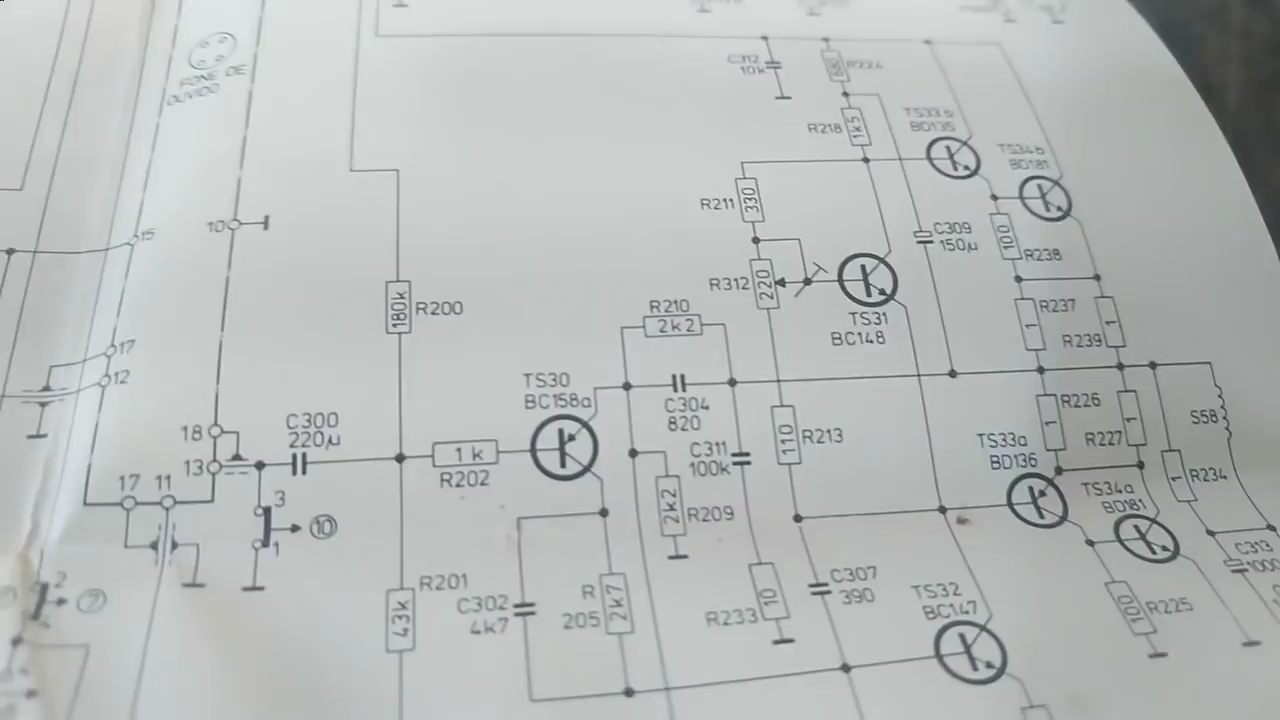 FONE DE
OUVIDO
C312
10k
R224
R218
1k5
TS33b
BD135
TS34b
BD181
15
10
R211
330
C309
150µ
100
R238
R312
220
TS31
BC148
R237
1
R239
1
180k
R200
R210
2k2
17
12
TS30
BC158a
C304
820
R226
1
R227
1
S58
18
C300
220µ
13
1k
R202
C311
100k
110
R213
TS33a
BD136
1
R234
17
11
3
10
1
2k2
R209
TS34a
BD181
C313
1000
2
7
R201
43k
C302
4k7
R
205
2k7
R233
10
C307
390
TS32
BC147
100
R225